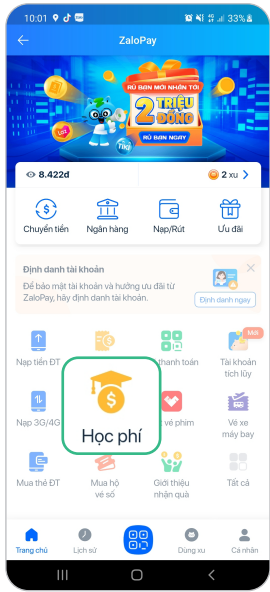 10:01
33%
ZaloPay
RỦ BẠN MỚI NHẬN TỚI
2 TRIỆU
ĐỒNG
RỦ BẠN NGAY
Tiki
8.422đ
2 xu
Chuyển tiền
Ngân hàng
Nạp/Rút
Ưu đãi
Định danh tài khoản
Để bảo mật tài khoản và hưởng ưu đãi từ
ZaloPay, hãy định danh tài khoản.
Định danh ngay
Mới
Nạp tiền ĐT
thanh toán
Tài khoản
tích lũy
Học phí
Nạp 3G/4G
vé phim
Vé xe
máy bay
Mua thẻ ĐT
Mua hộ
vé số
Giới thiệu
nhận quà
Tất cả
Trang chủ
Lịch sử
Dùng xu
Cá nhân